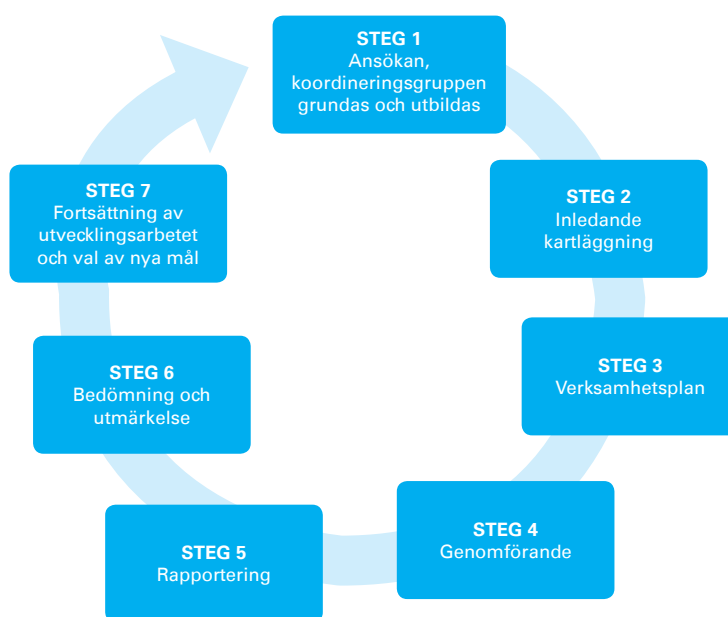 STEG 1
Ansökan,
koordineringsgruppen
grundas och utbildas
STEG 2
Inledande
kartläggning
STEG 3
Verksamhetsplan
STEG 4
Genomförande
STEG 5
Rapportering
STEG 6
Bedömning och
utmärkelse
STEG 7
Fortsättning av
utvecklingsarbetet
och val av nya mål